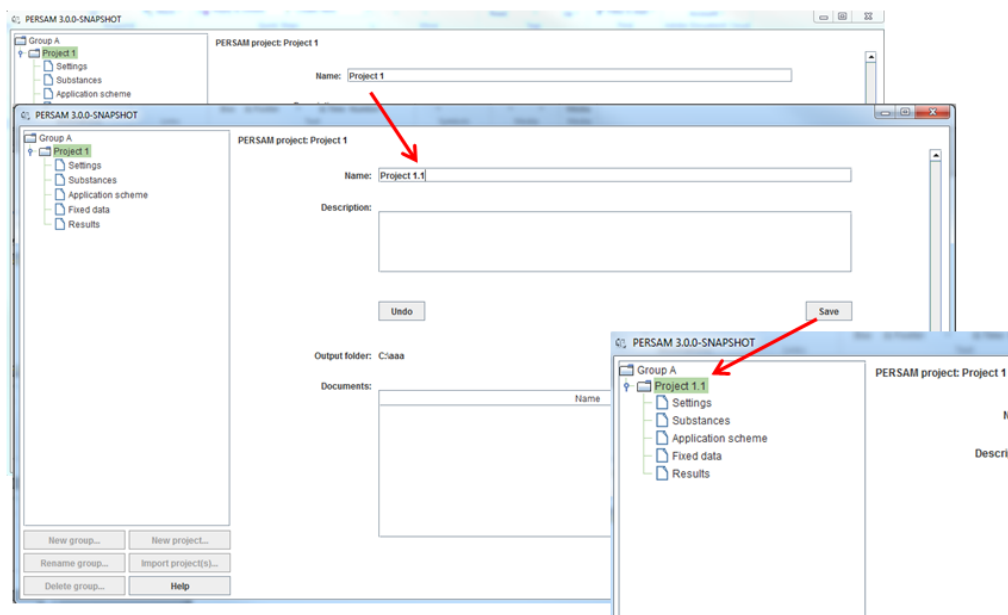 PERSAM 3.0.0-SNAPSHOT
Group A
Project 1
Settings
Substances
Application scheme
PERSAM project: Project 1
Name: Project 1
PERSAM 3.0.0-SNAPSHOT
Group A
Project 1
Settings
Substances
Application scheme
Fixed data
Results
PERSAM project: Project 1
Name: Project 1.1
Description:
Undo
Save
Output folder: C:\aaa
Documents:
Name
New group...
New project...
Rename group...
Import project(s)...
Delete group...
Help
PERSAM 3.0.0-SNAPSHOT
Group A
Project 1.1
Settings
Substances
Application scheme
Fixed data
Results
PERSAM project: Project 1
N
Descri